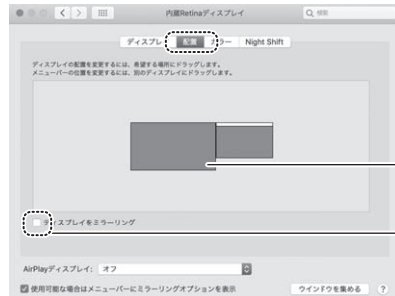 内蔵Retinaディスプレイ
検索
ディスプレイ 配置 カラー Night Shift
ディスプレイの配置を変更するには、希望する場所にドラッグします。
メニューバーの位置を変更するには、別のディスプレイにドラッグします。
ディスプレイをミラーリング
AirPlayディスプレイ: オフ
使用可能な場合はメニューバーにミラーリングオプションを表示
ウインドウを集める ?